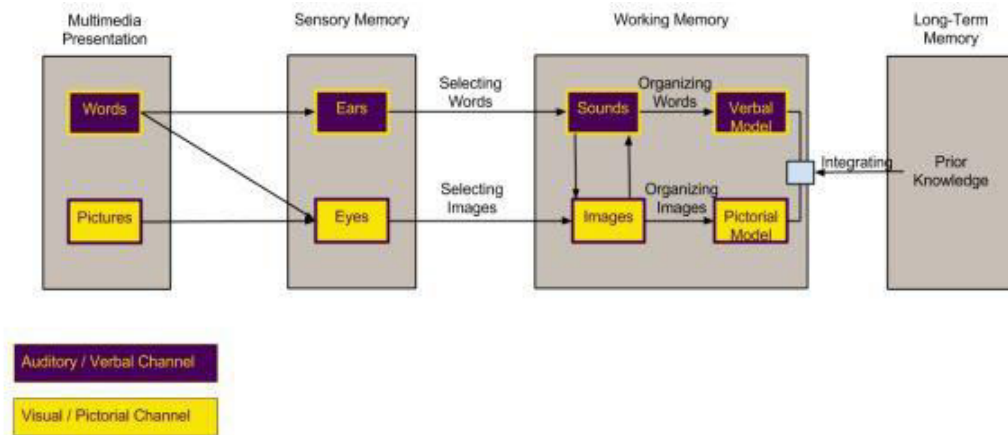 Multimedia
Presentation
Sensory Memory
Working Memory
Long-Term
Memory
Words
Ears
Selecting
Words
Sounds
Organizing
Words
Verbal
Model
Integrating
Prior
Knowledge
Pictures
Eyes
Selecting
Images
Images
Organizing
Images
Pictorial
Model
Auditory / Verbal Channel
Visual / Pictorial Channel